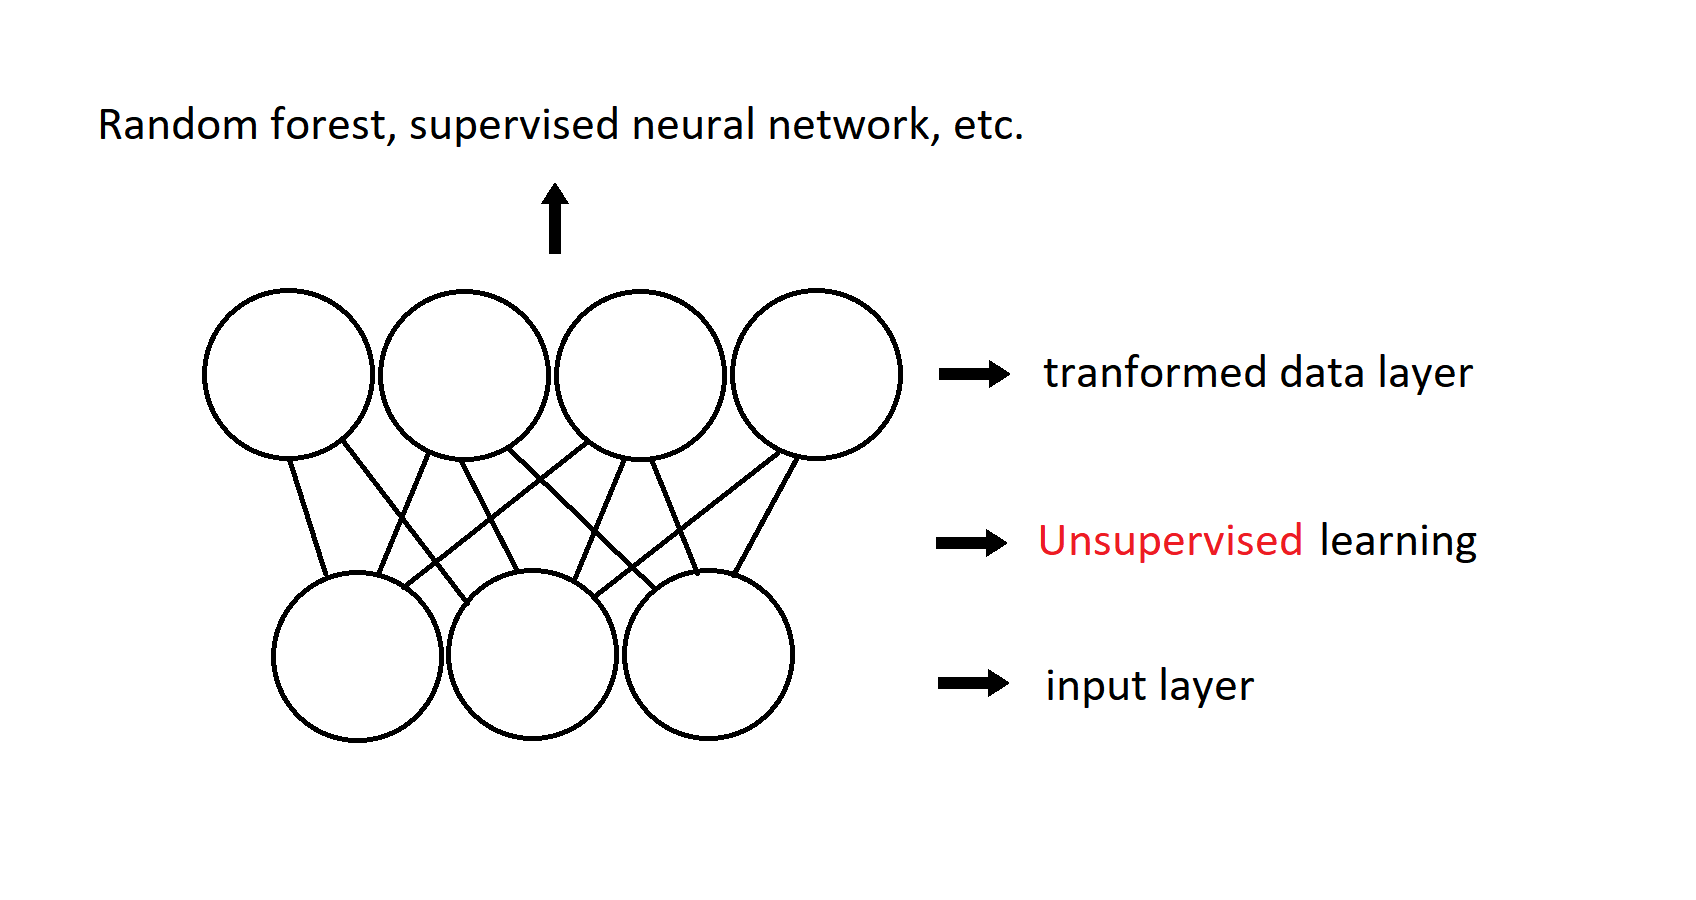 Random forest, supervised neural network, etc.
tranformed data layer
Unsupervised learning
input layer